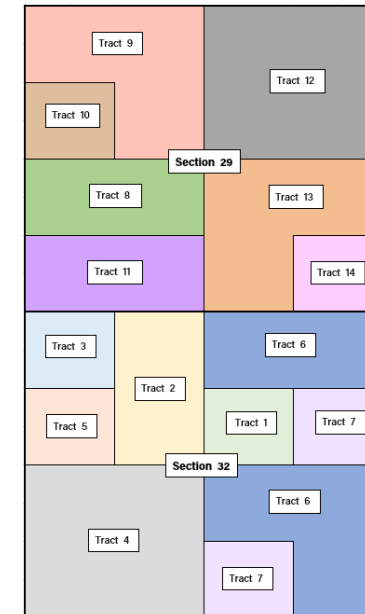 Tract 9
Tract 12
Tract 10
Section 29
Tract 8
Tract 13
Tract 11
Tract 14
Tract 3
Tract 6
Tract 2
Tract 5
Tract 1
Tract 7
Section 32
Tract 6
Tract 4
Tract 7